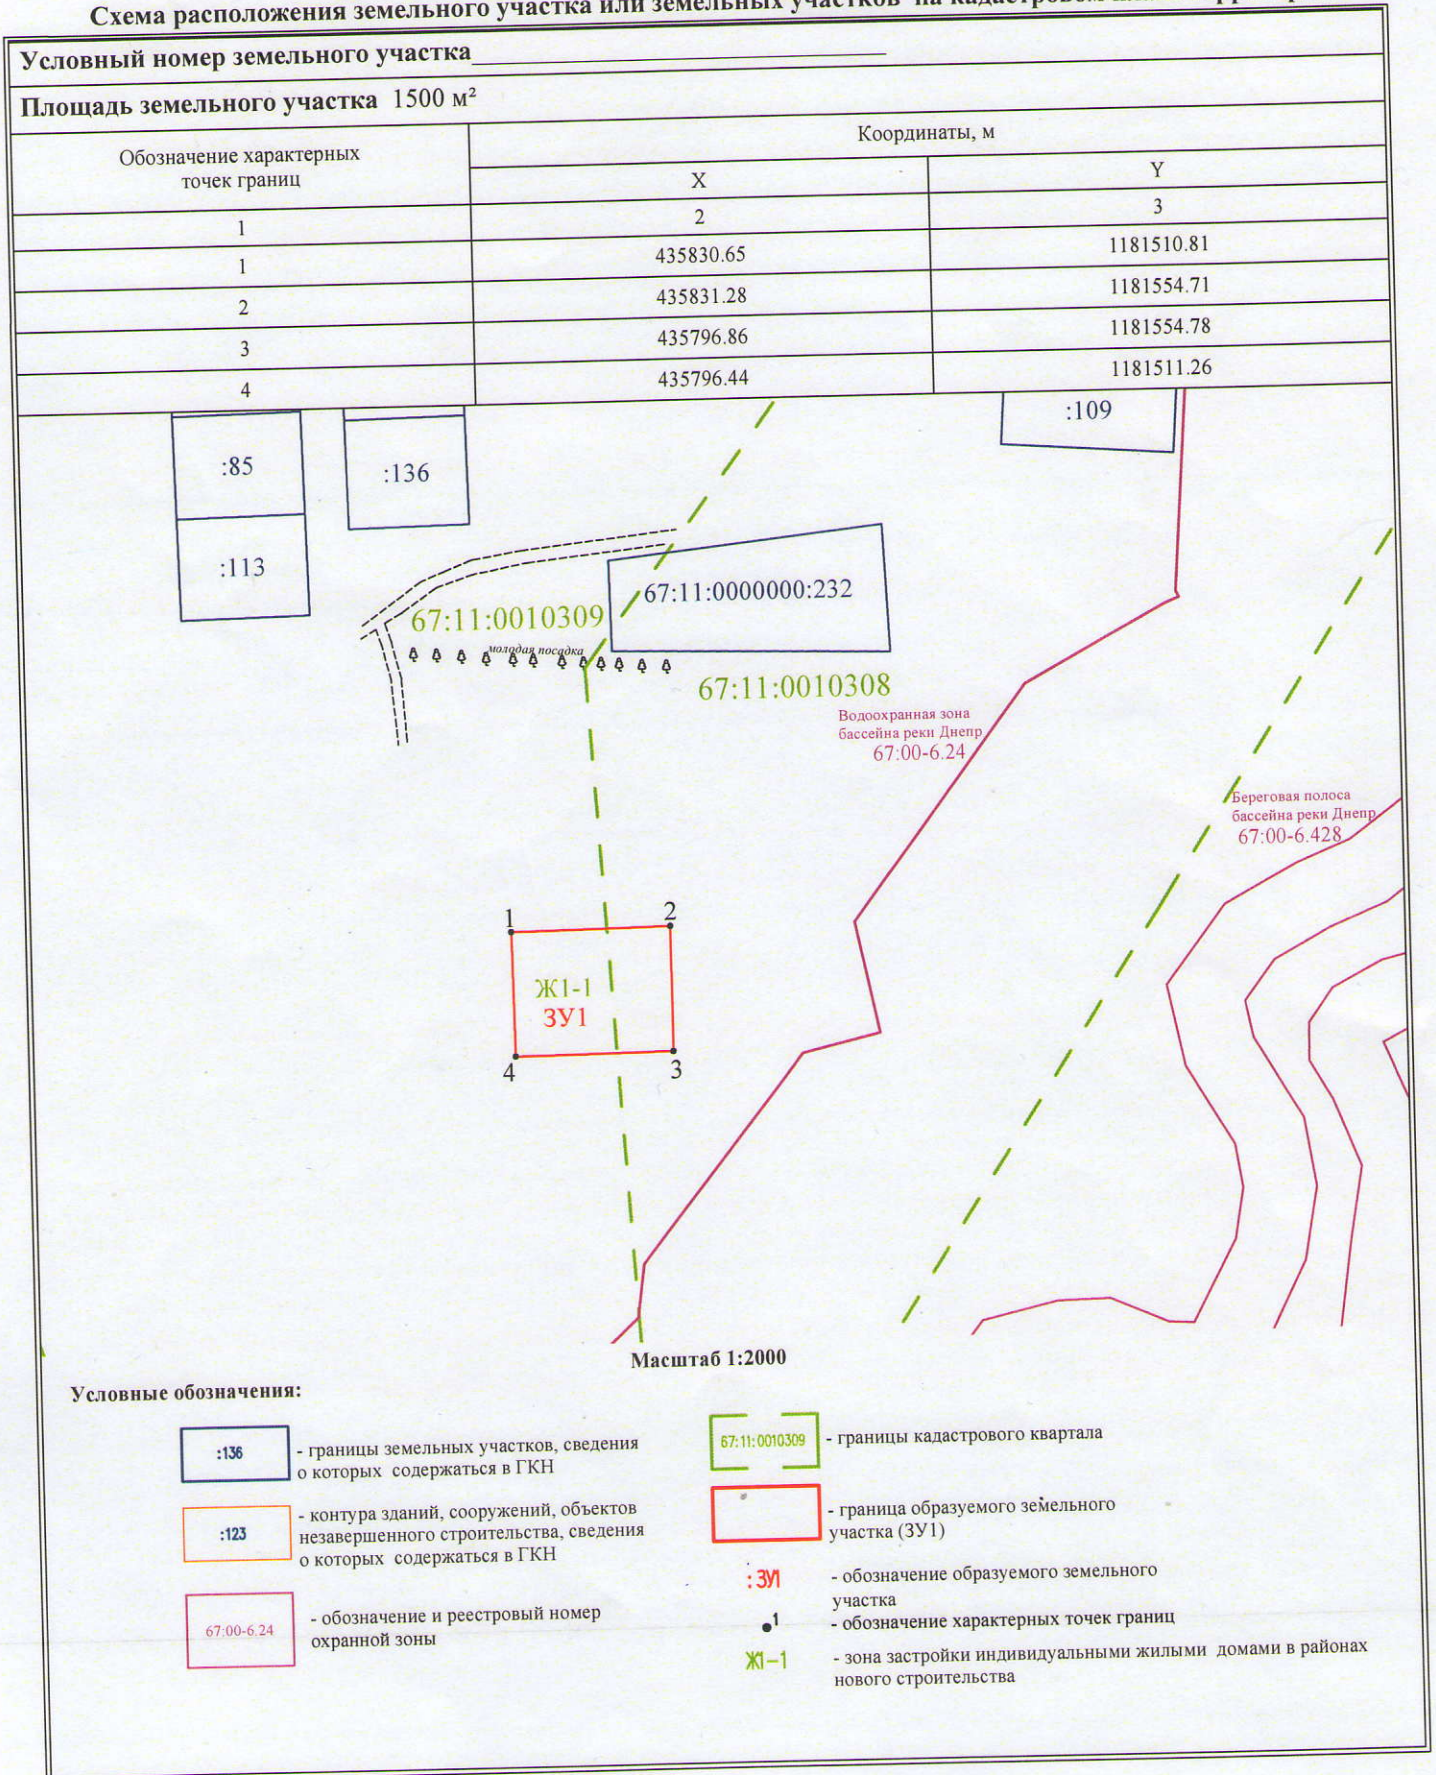 Схема расположения земельного участка или земельных участков на
Условный номер земельного участка
Площадь земельного участка 1500 м²
Обозначение характерных
точек границ
Координаты, м
X
Y
1
2
3
1
435830.65
1181510.81
2
435831.28
1181554.71
3
435796.86
1181554.78
4
435796.44
1181511.26
:109
:85
:136
:113
67:11:0000000:232
67:11:0010309
молодая посадка
67:11:0010308
Водоохранная зона
бассейна реки Днепр
67:00-6.24
Береговая полоса
бассейна реки Днепр
67:00-6.428
1
2
Ж1-1
ЗУ1
4
3
Масштаб 1:2000
Условные обозначения:
:136
- границы земельных участков, сведения
о которых содержаться в ГКН
:123
- контура зданий, сооружений, объектов
незавершенного строительства, сведения
о которых содержаться в ГКН
67:00-6.24
- обозначение и реестровый номер
охранной зоны
67:11:0010309
- границы кадастрового квартала
- граница образуемого земельного
участка (ЗУ1)
:ЗУ1
- обозначение образуемого земельного
участка
1
- обозначение характерных точек границ
Ж1-1
- зона застройки индивидуальными жилыми домами в районах
нового строительства